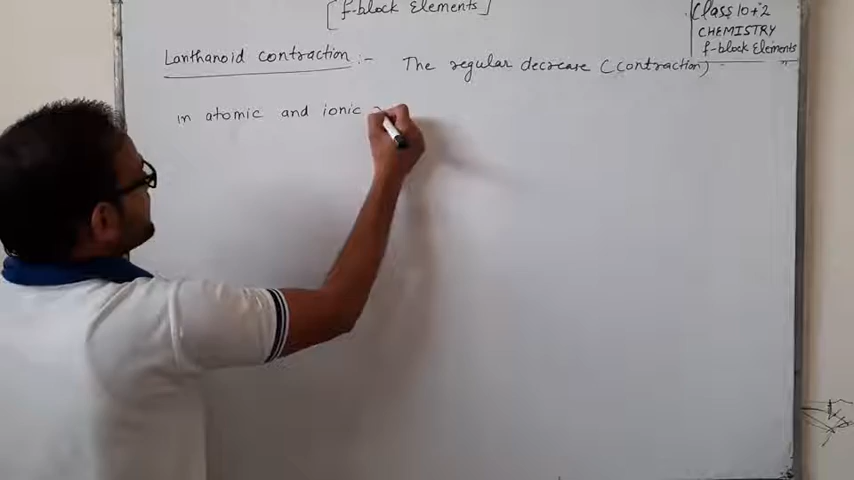 [f-block Elements]
Class 10+2
CHEMISTRY
f-block Elements
Lanthanoid contraction :- The regular decrease (Contraction)
in atomic and ionic